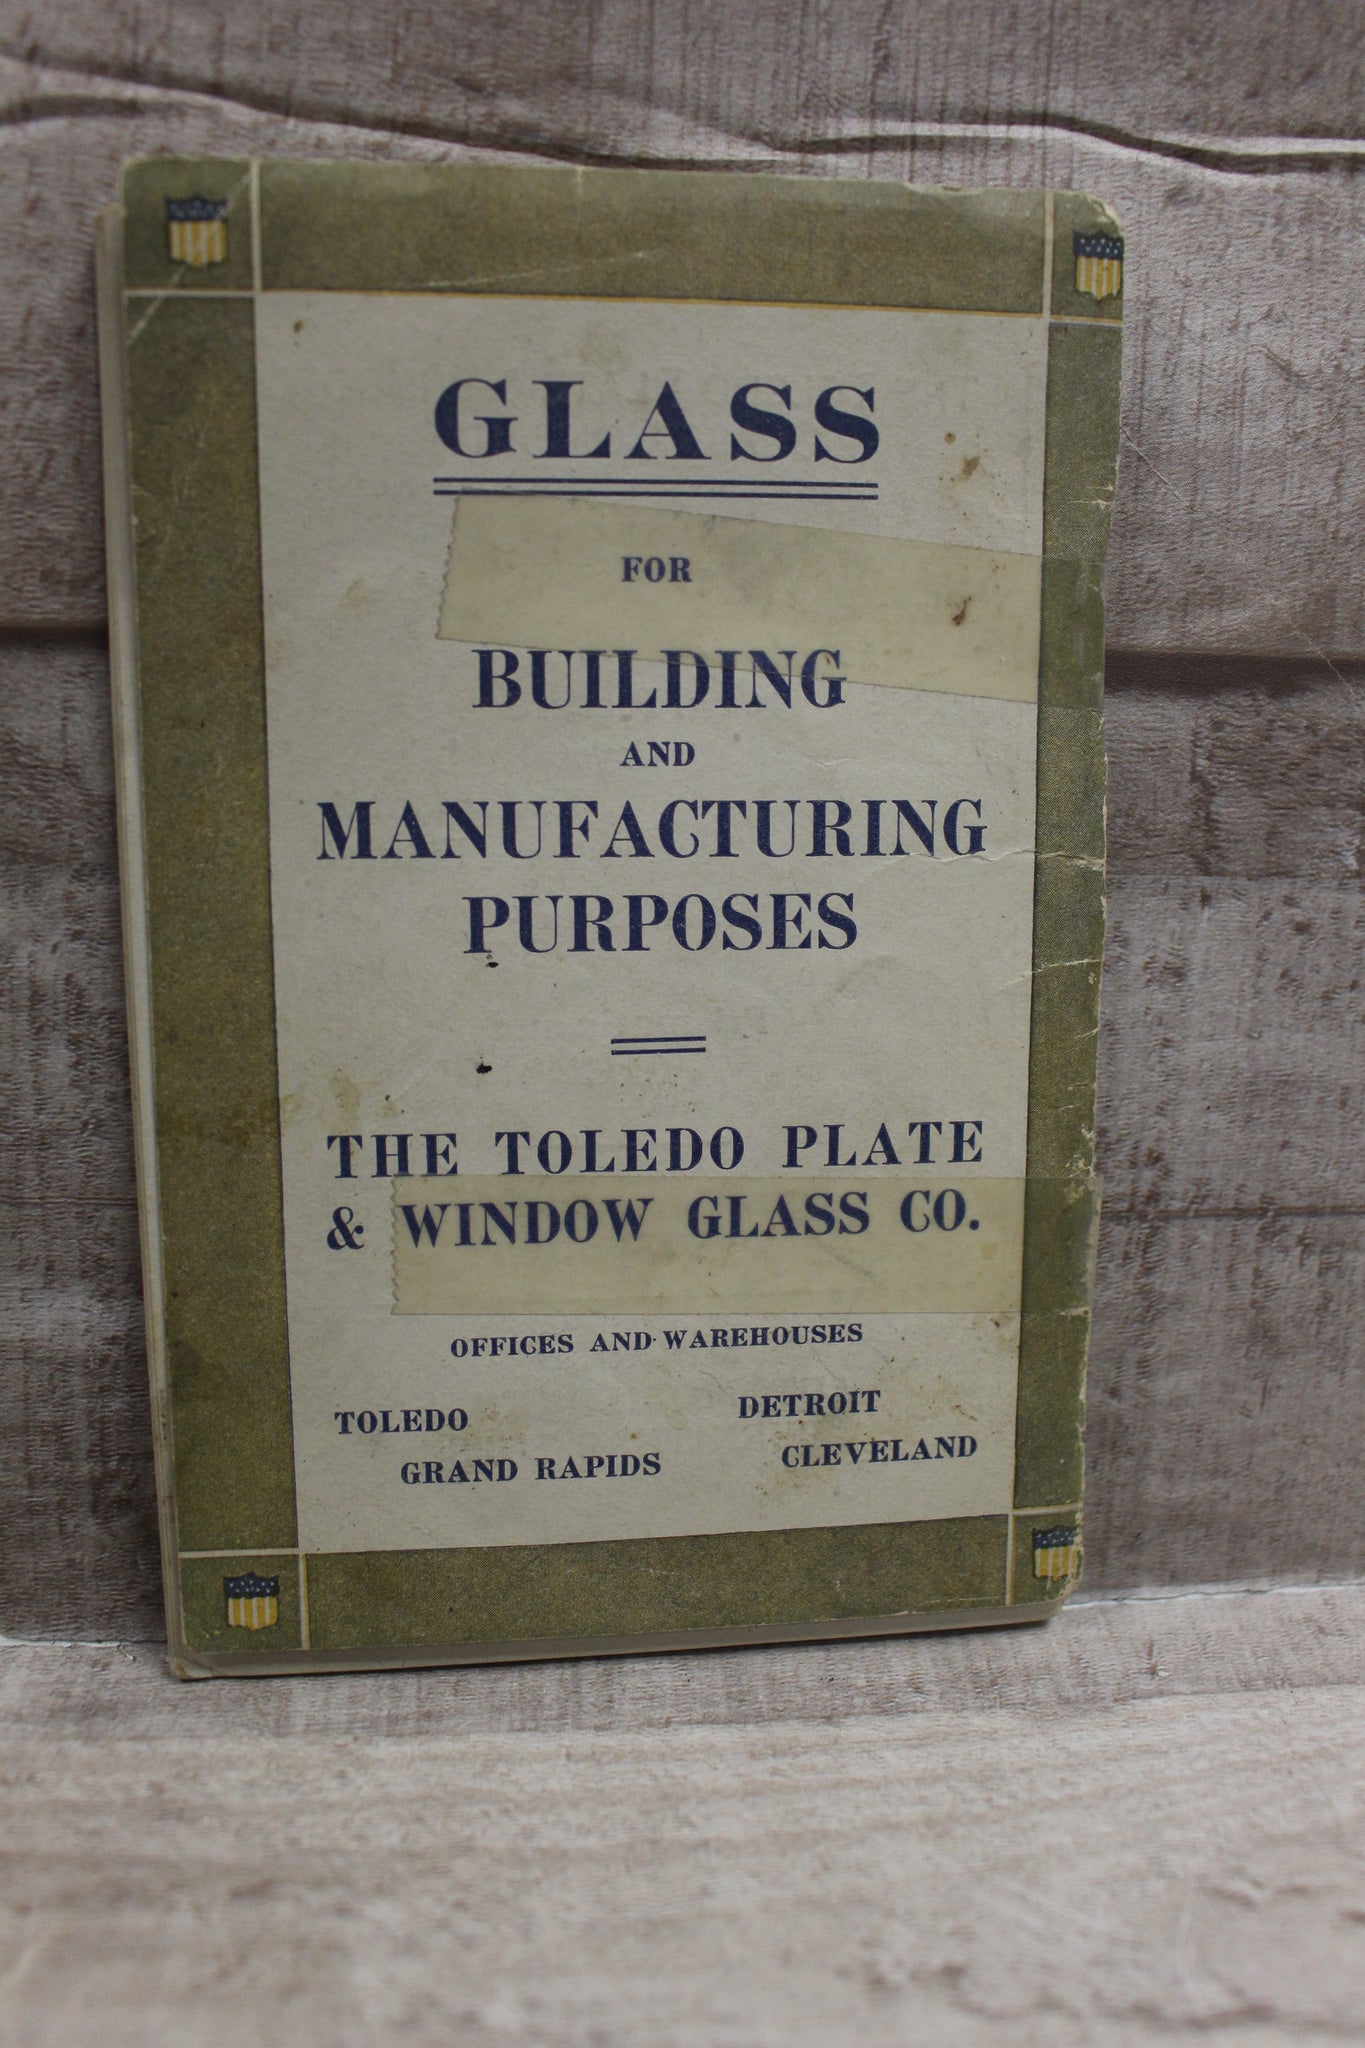 GLASS
FOR
BUILDING
AND
MANUFACTURING
PURPOSES
THE TOLEDO PLATE
& WINDOW GLASS CO.
OFFICES AND WAREHOUSES
TOLEDO DETROIT
GRAND RAPIDS CLEVELAND